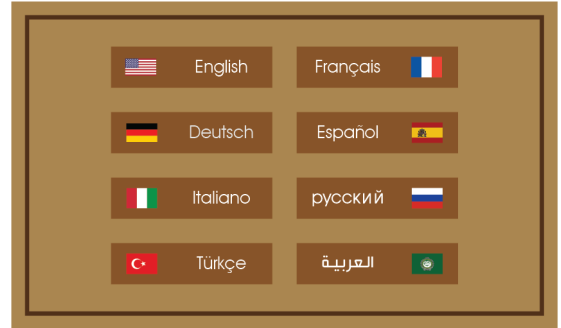 English
Français
Deutsch
Español
Italiano
русский
Türkçe
العربية